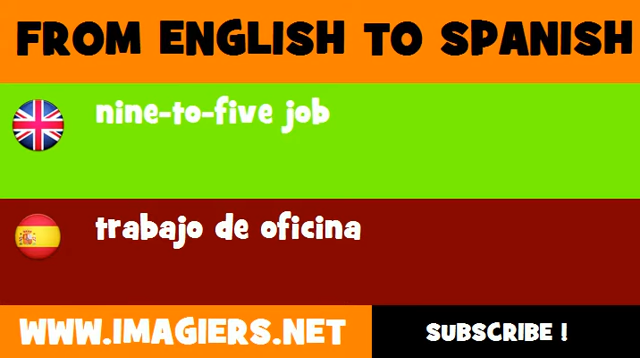 FROM ENGLISH TO SPANISH
nine-to-five job
trabajo de oficina
WWW.IMAGIERS.NET
SUBSCRIBE !